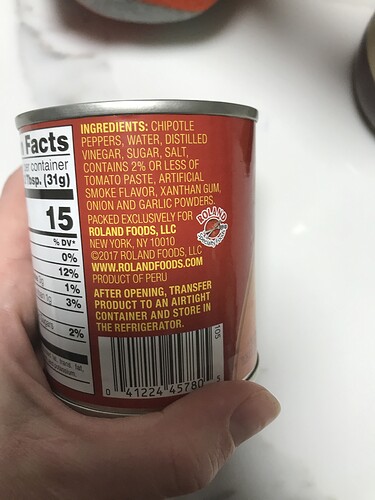 Facts
container
Tbsp. (31g)
15
% DV*
0%
12%
1%
3%
2%
INGREDIENTS: CHIPOTLE
PEPPERS, WATER, DISTILLED
VINEGAR, SUGAR, SALT,
CONTAINS 2% OR LESS OF
TOMATO PASTE, ARTIFICIAL
SMOKE FLAVOR, XANTHAN GUM,
ONION AND GARLIC POWDERS.
PACKED EXCLUSIVELY FOR
ROLAND FOODS, LLC
NEW YORK, NY 10010
©2017 ROLAND FOODS, LLC
WWW.ROLANDFOODS.COM
PRODUCT OF PERU
AFTER OPENING, TRANSFER
PRODUCT TO AN AIRTIGHT
CONTAINER AND STORE IN
THE REFRIGERATOR.
ROLAND
105
0 41224 45780 5